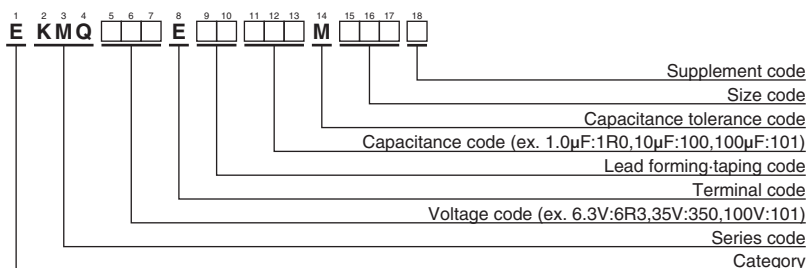 1 2 3 4 5 6 7 8 9 10 11 12 13 14 15 16 17 18
E KMQ □□□ E □□ □□□ M □□□ □
Supplement code
Size code
Capacitance tolerance code
Capacitance code (ex. 1.0µF:1R0,10µF:100,100µF:101)
Lead forming·taping code
Terminal code
Voltage code (ex. 6.3V:6R3,35V:350,100V:101)
Series code
Category